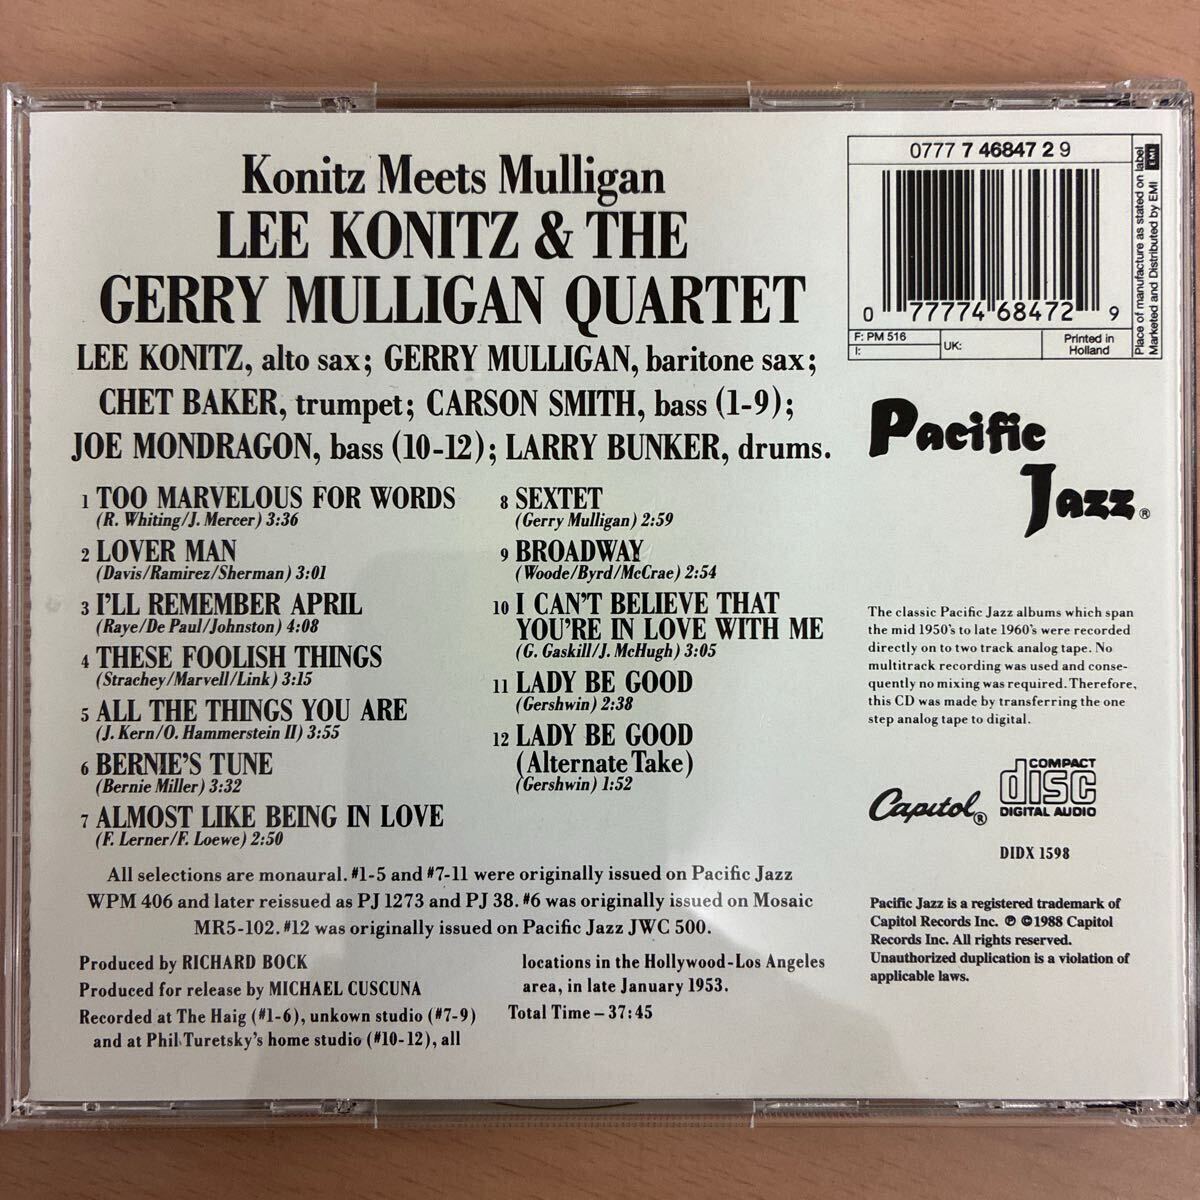 Konitz Meets Mulligan
LEE KONITZ & THE
GERRY MULLIGAN QUARTET
LEE KONITZ, alto sax; GERRY MULLIGAN, baritone sax;
CHET BAKER, trumpet; CARSON SMITH, bass (1-9);
JOE MONDRAGON, bass (10-12); LARRY BUNKER, drums.
1 TOO MARVELOUS FOR WORDS
(R. Whiting/J. Mercer) 3:36
2 LOVER MAN
(Davis/Ramirez/Sherman) 3:01
3 I'LL REMEMBER APRIL
(Raye/De Paul/Johnston) 4:08
4 THESE FOOLISH THINGS
(Strachey/Marvell/Link) 3:15
5 ALL THE THINGS YOU ARE
(J. Kern/O. Hammerstein II) 3:55
6 BERNIE'S TUNE
(Bernie Miller) 3:32
7 ALMOST LIKE BEING IN LOVE
(F. Lerner/F. Loewe) 2:50
8 SEXTET
(Gerry Mulligan) 2:59
9 BROADWAY
(Woode/Byrd/McCrae) 2:54
10 I CAN'T BELIEVE THAT
YOU'RE IN LOVE WITH ME
(G. Gaskill/J. McHugh) 3:05
11 LADY BE GOOD
(Gershwin) 2:38
12 LADY BE GOOD
(Alternate Take)
(Gershwin) 1:52
All selections are monaural. #1-5 and #7-11 were originally issued on Pacific Jazz
WPM 406 and later reissued as PJ 1273 and PJ 38. #6 was originally issued on Mosaic
MR5-102. #12 was originally issued on Pacific Jazz JWC 500.
Produced by RICHARD BOCK
Produced for release by MICHAEL CUSCUNA
Recorded at The Haig (#1-6), unkown studio (#7-9)
and at Phil Turetsky's home studio (#10-12), all
locations in the Hollywood-Los Angeles
area, in late January 1953.
Total Time – 37:45
0777 7 46847 2 9
0 77774 68472 9
F: PM 516
I:
UK:
Printed in
Holland
Place of manufacture as stated on label
Marketed and Distributed by EMI
EMI
Pacific
Jazz®
The classic Pacific Jazz albums which span
the mid 1950's to late 1960's were recorded
directly on to two track analog tape. No
multitrack recording was used and conse-
quently no mixing was required. Therefore,
this CD was made by transferring the one
step analog tape to digital.
Capitol®
COMPACT
disc
DIGITAL AUDIO
DIDX 1598
Pacific Jazz is a registered trademark of
Capitol Records Inc. ℗ ©1988 Capitol
Records Inc. All rights reserved.
Unauthorized duplication is a violation of
applicable laws.